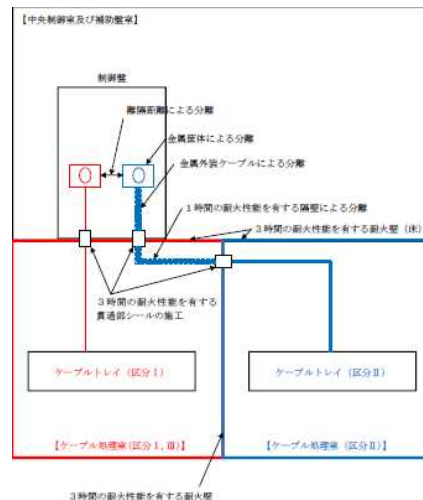 【中央制御室及び補助盤室】
制御盤
離隔距離による分離
金属筐体による分離
金属外装ケーブルによる分離
1時間の耐火性能を有する隔壁による分離
3時間の耐火性能を有する耐火壁（床）
3時間の耐火性能を有する
貫通部シールの施工
ケーブルトレイ（区分Ⅰ）
ケーブルトレイ（区分Ⅱ）
【ケーブル処理室（区分Ⅰ,Ⅲ）】
【ケーブル処理室（区分Ⅱ）】
3時間の耐火性能を有する耐火壁